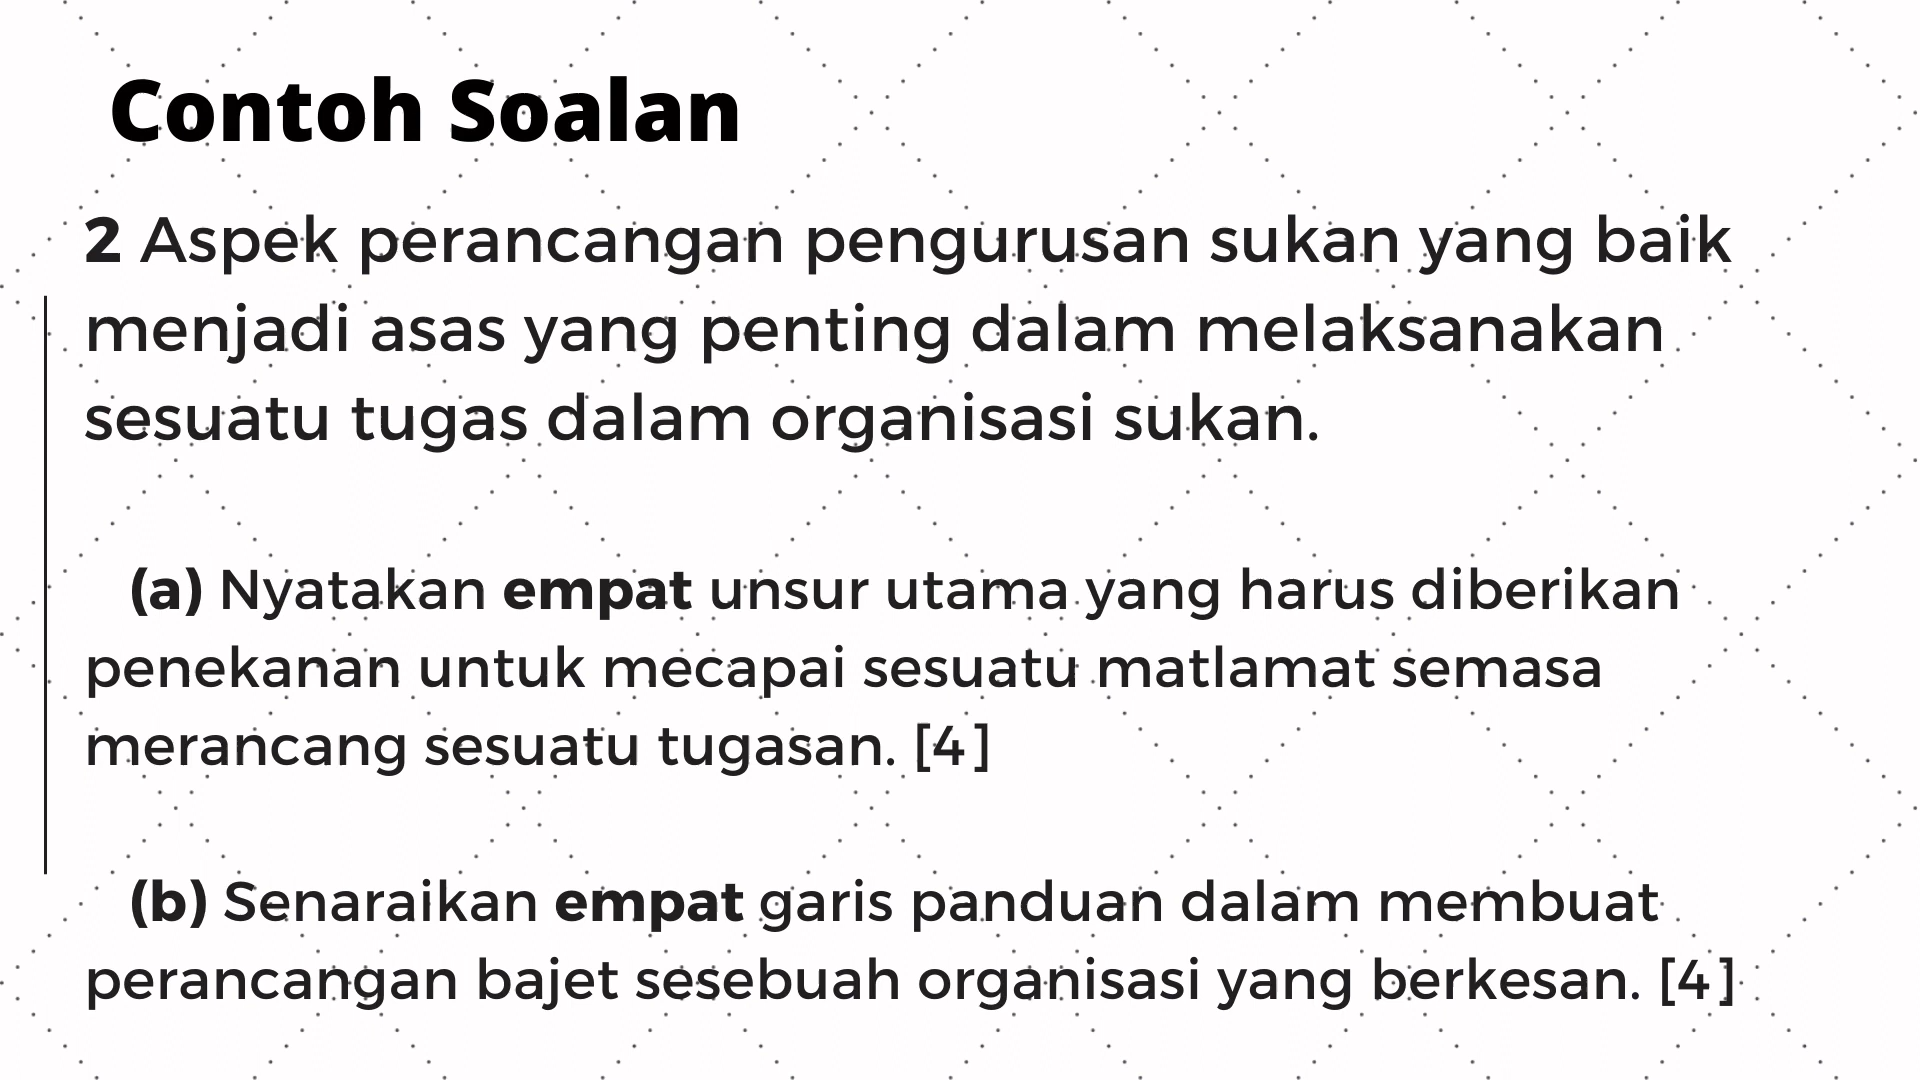 Contoh Soalan
2 Aspek perancangan pengurusan sukan yang baik
menjadi asas yang penting dalam melaksanakan
sesuatu tugas dalam organisasi sukan.
(a) Nyatakan empat unsur utama yang harus diberikan
penekanan untuk mecapai sesuatu matlamat semasa
merancang sesuatu tugasan. [4]
(b) Senaraikan empat garis panduan dalam membuat
perancangan bajet sesebuah organisasi yang berkesan. [4]